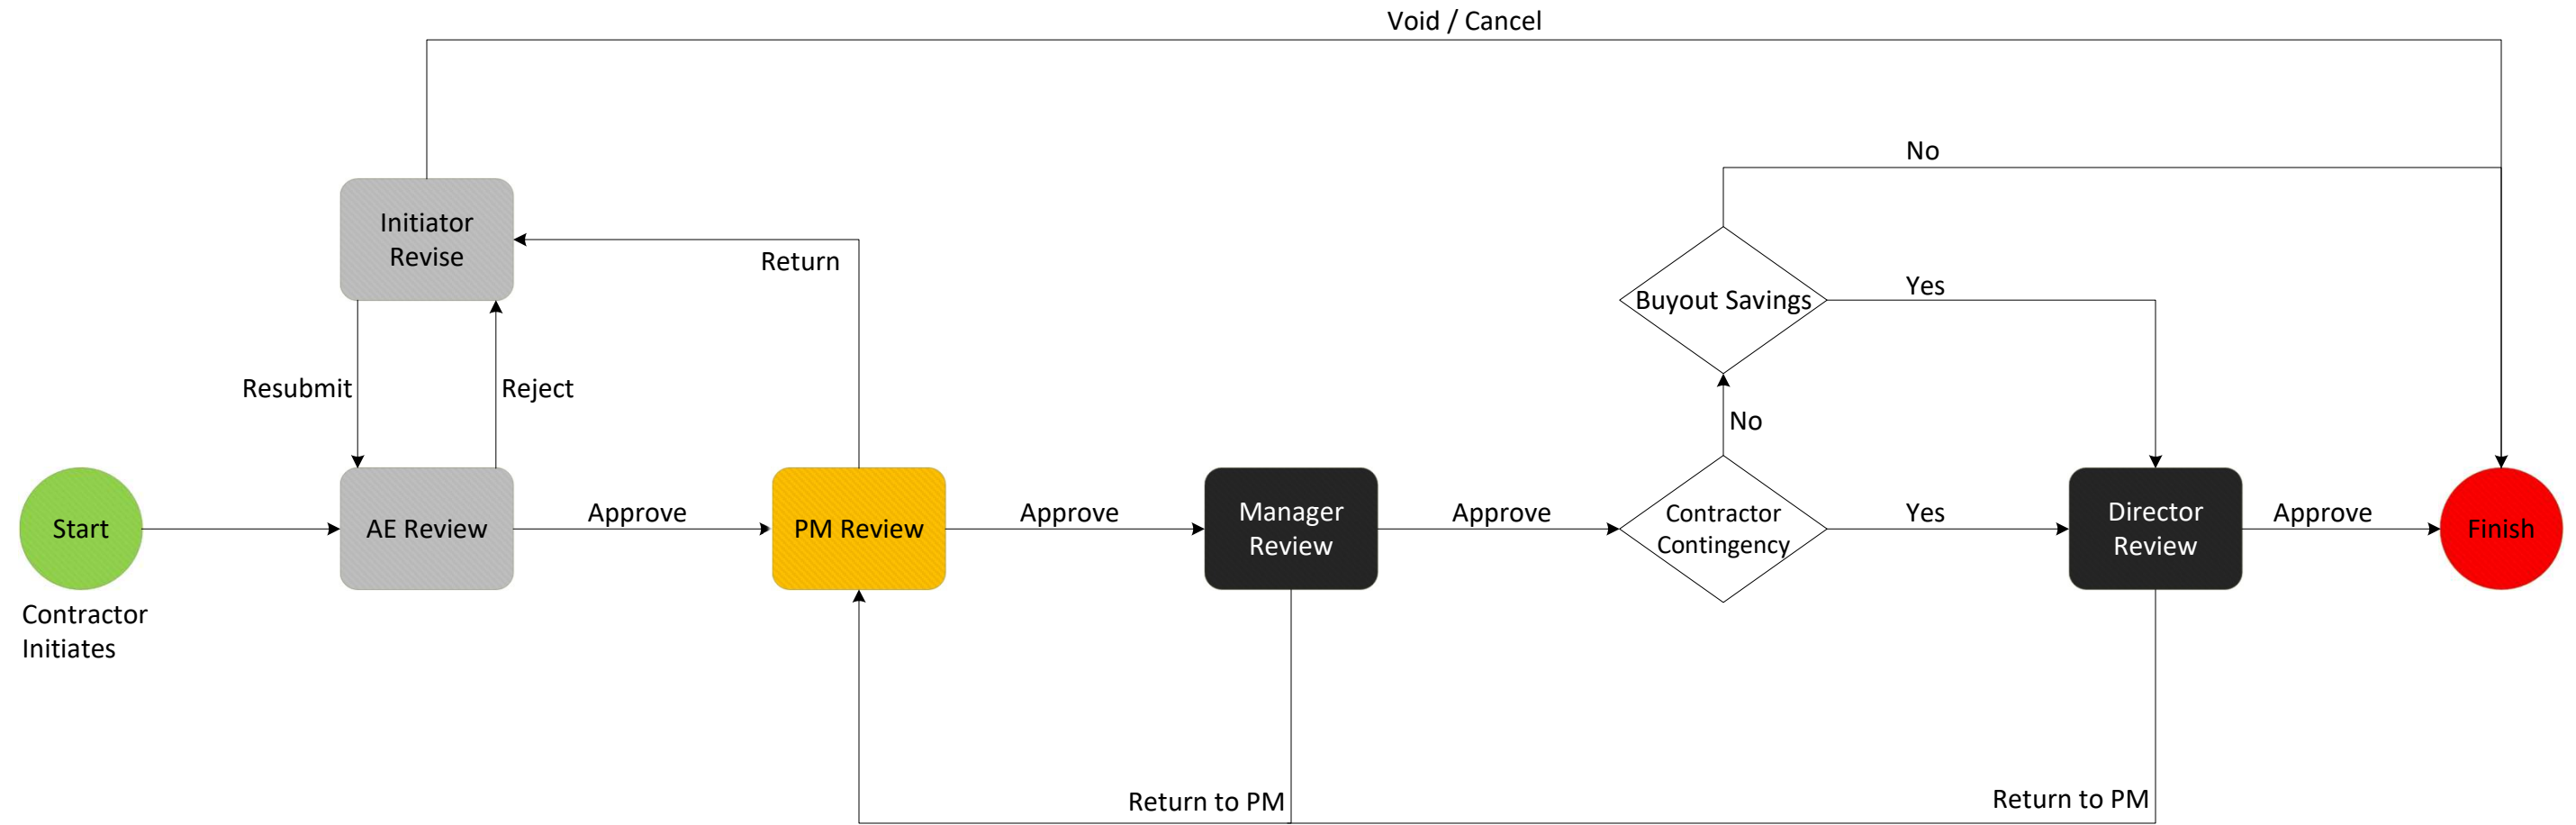 Void / Cancel
No
Initiator
Revise
Return
Buyout Savings
Yes
Resubmit
Reject
No
Start
AE Review
Approve
PM Review
Approve
Manager
Review
Approve
Contractor
Contingency
Yes
Director
Review
Approve
Finish
Contractor
Initiates
Return to PM
Return to PM